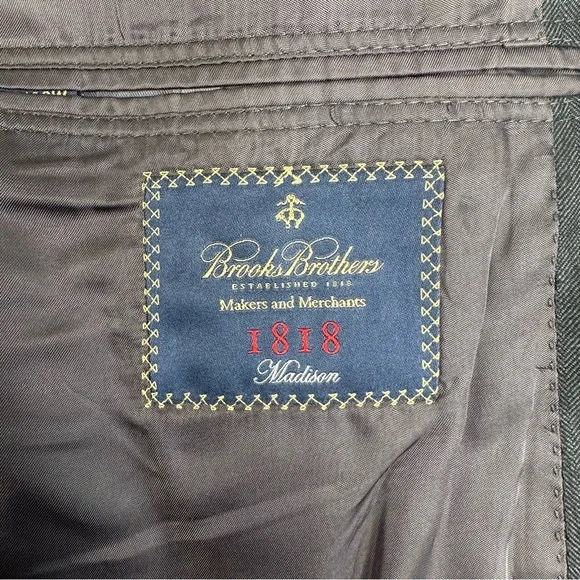 Brooks Brothers
ESTABLISHED 1818
Makers and Merchants
1818
Madison